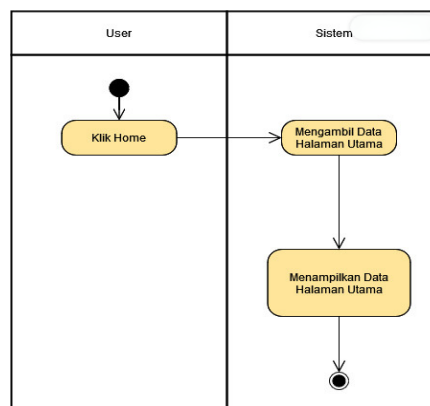 User
Sistem
Klik Home
Mengambil Data
Halaman Utama
Menampilkan Data
Halaman Utama